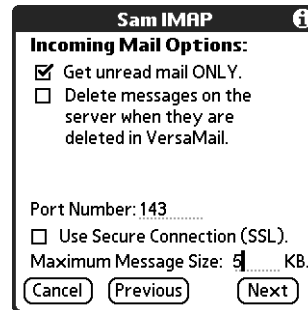 Sam IMAP
Incoming Mail Options:
Get unread mail ONLY.
Delete messages on the
server when they are
deleted in VersaMail.
Port Number: 143
Use Secure Connection (SSL).
Maximum Message Size: 5 KB.
Cancel Previous Next